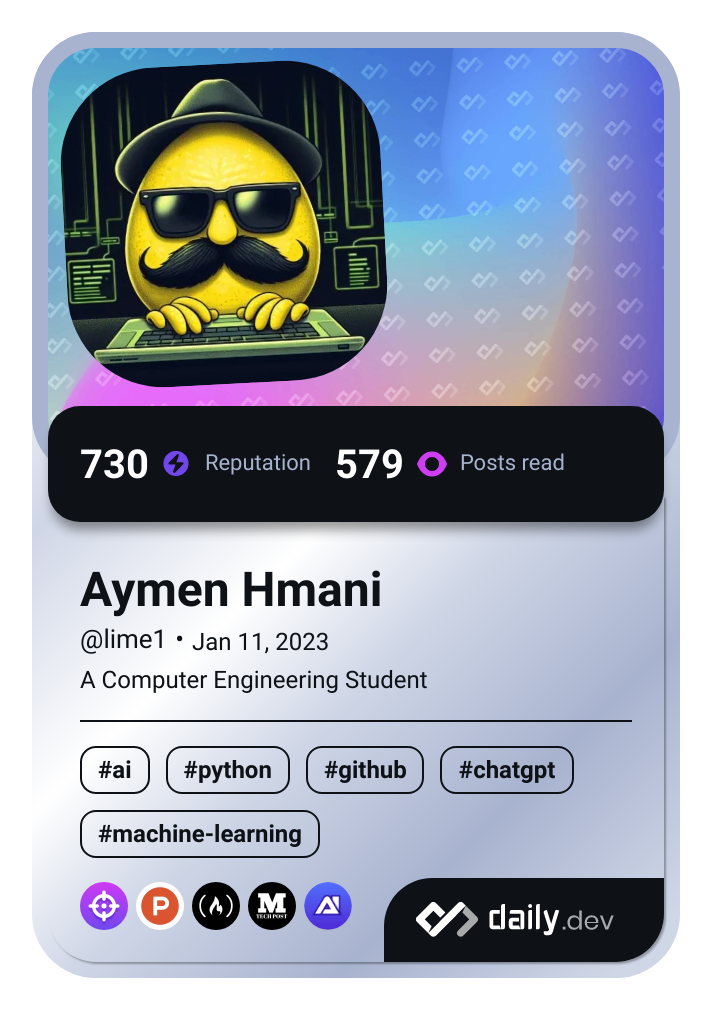 730 Reputation 579 Posts read
Aymen Hmani
@lime1 • Jan 11, 2023
A Computer Engineering Student
#ai #python #github #chatgpt
#machine-learning
P M TECH POST
daily.dev